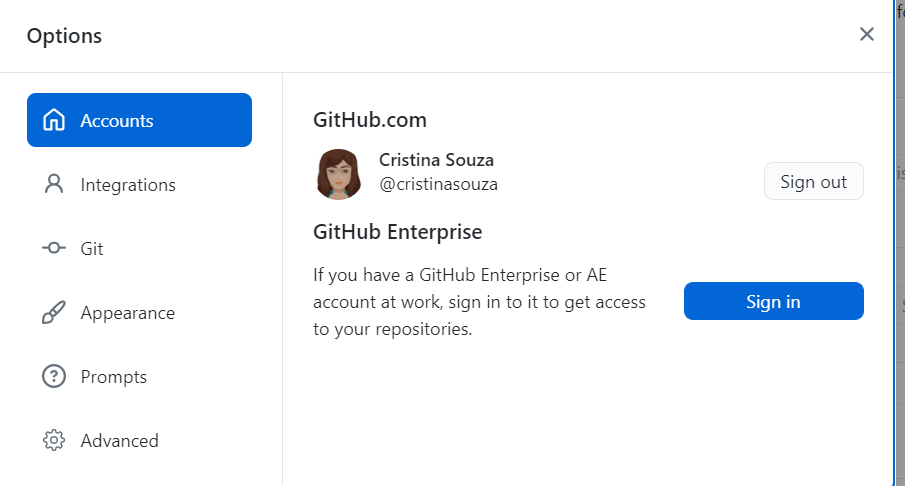 Options
Accounts
Integrations
Git
Appearance
Prompts
Advanced
GitHub.com
Cristina Souza
@cristinasouza
Sign out
GitHub Enterprise
If you have a GitHub Enterprise or AE
account at work, sign in to it to get access
to your repositories.
Sign in